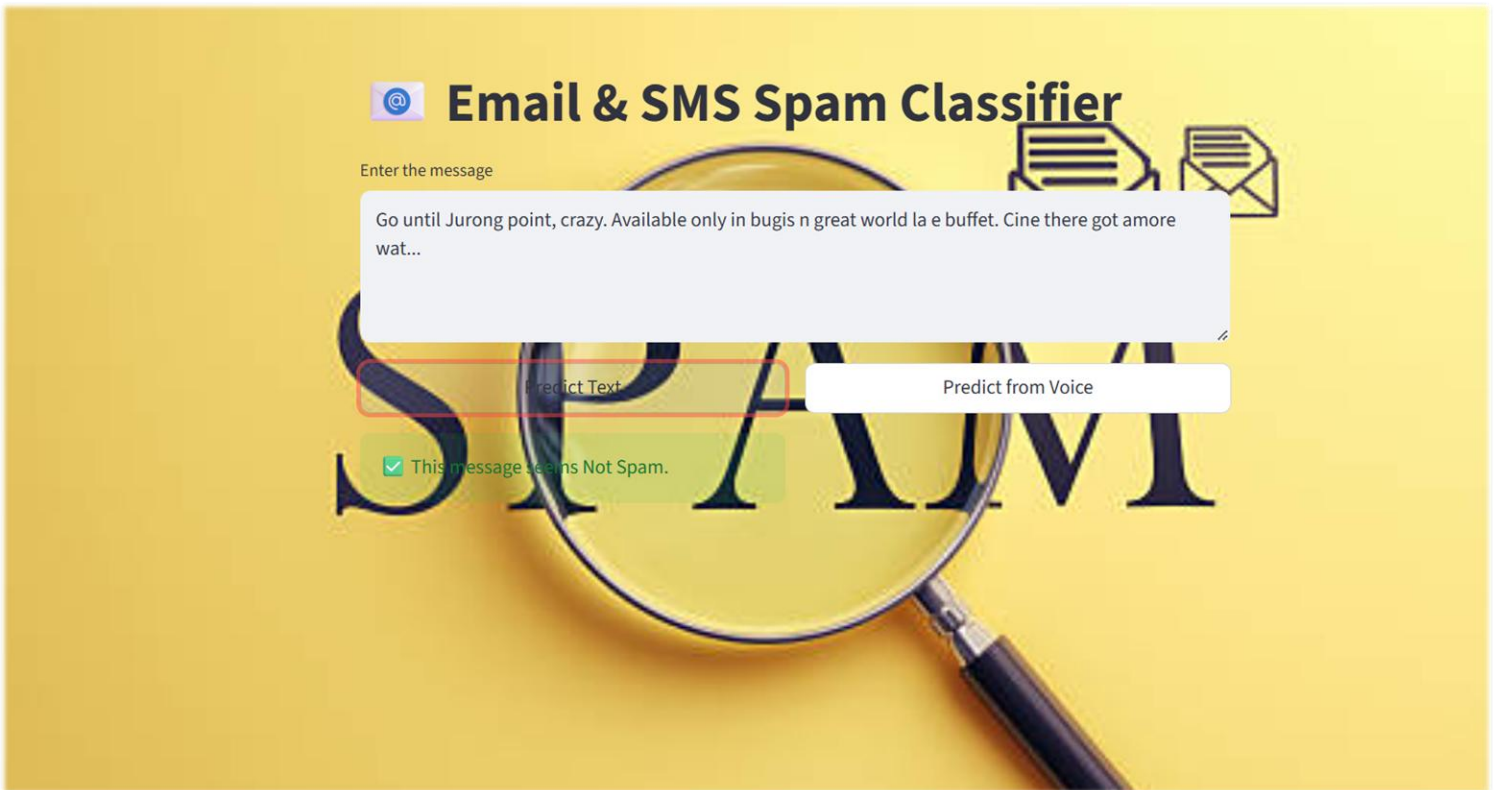 Email & SMS Spam Classifier
Enter the message
Go until Jurong point, crazy. Available only in bugis n great world la e buffet. Cine there got amore
wat...
Predict Text
Predict from Voice
This message seems Not Spam.
SPAM